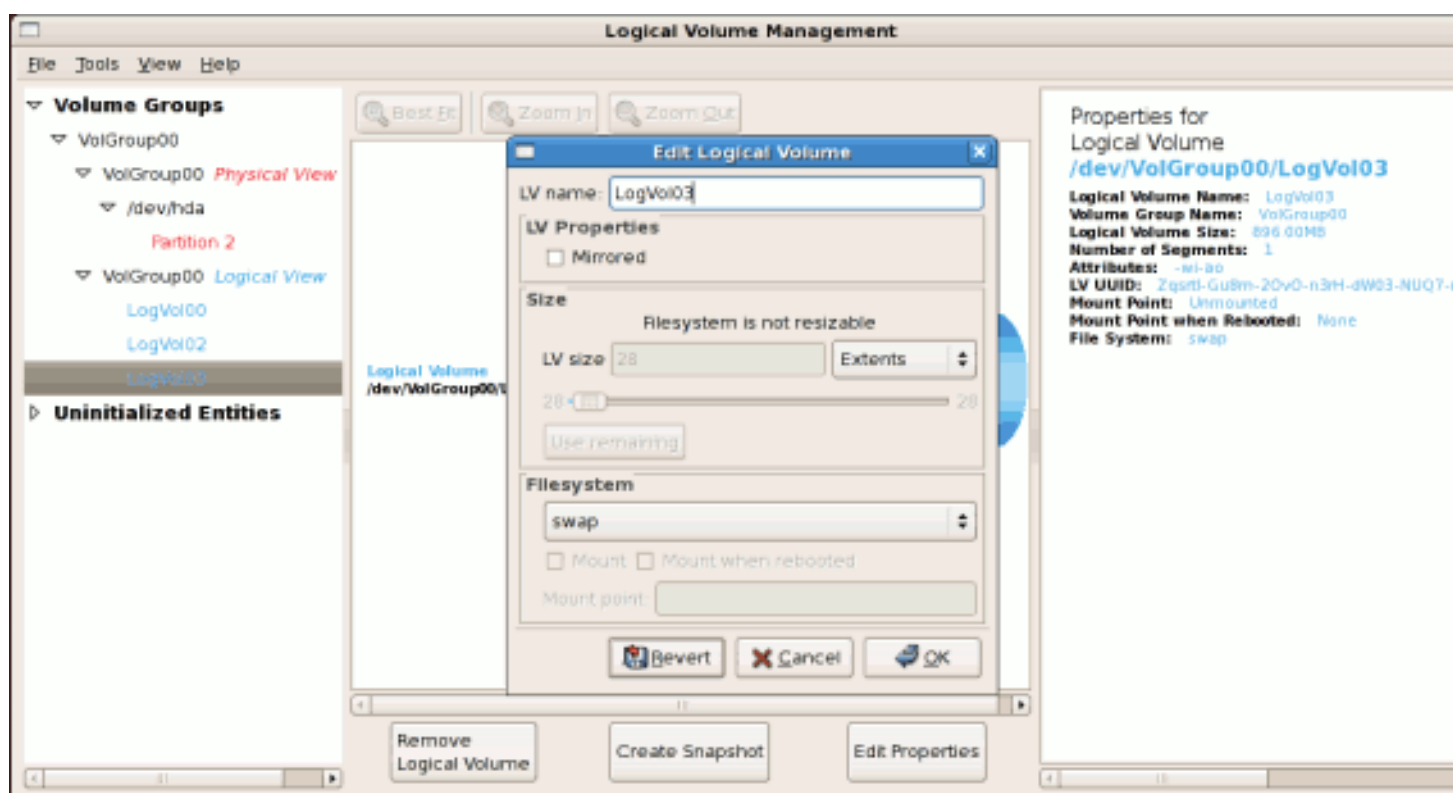 Logical Volume Management
File Tools View Help
Volume Groups
VolGroup00
VolGroup00 Physical View
/dev/hda
Partition 2
VolGroup00 Logical View
LogVol00
LogVol02
LogVol03
Uninitialized Entities
Best Fit Zoom In Zoom Out
Logical Volume
/dev/VolGroup00/L
Edit Logical Volume
LV name: LogVol03
LV Properties
Mirrored
Size
Filesystem is not resizable
LV size 28 Extents
28 28
Use remaining
Filesystem
swap
Mount Mount when rebooted
Mount point:
Revert Cancel OK
Remove
Logical Volume
Create Snapshot
Edit Properties
Properties for
Logical Volume
/dev/VolGroup00/LogVol03
Logical Volume Name: LogVol03
Volume Group Name: VolGroup00
Logical Volume Size: 896.00MB
Number of Segments: 1
Attributes: -wi-ao
LV UUID:
Mount Point: Unmounted
Mount Point when Rebooted: None
File System: swap